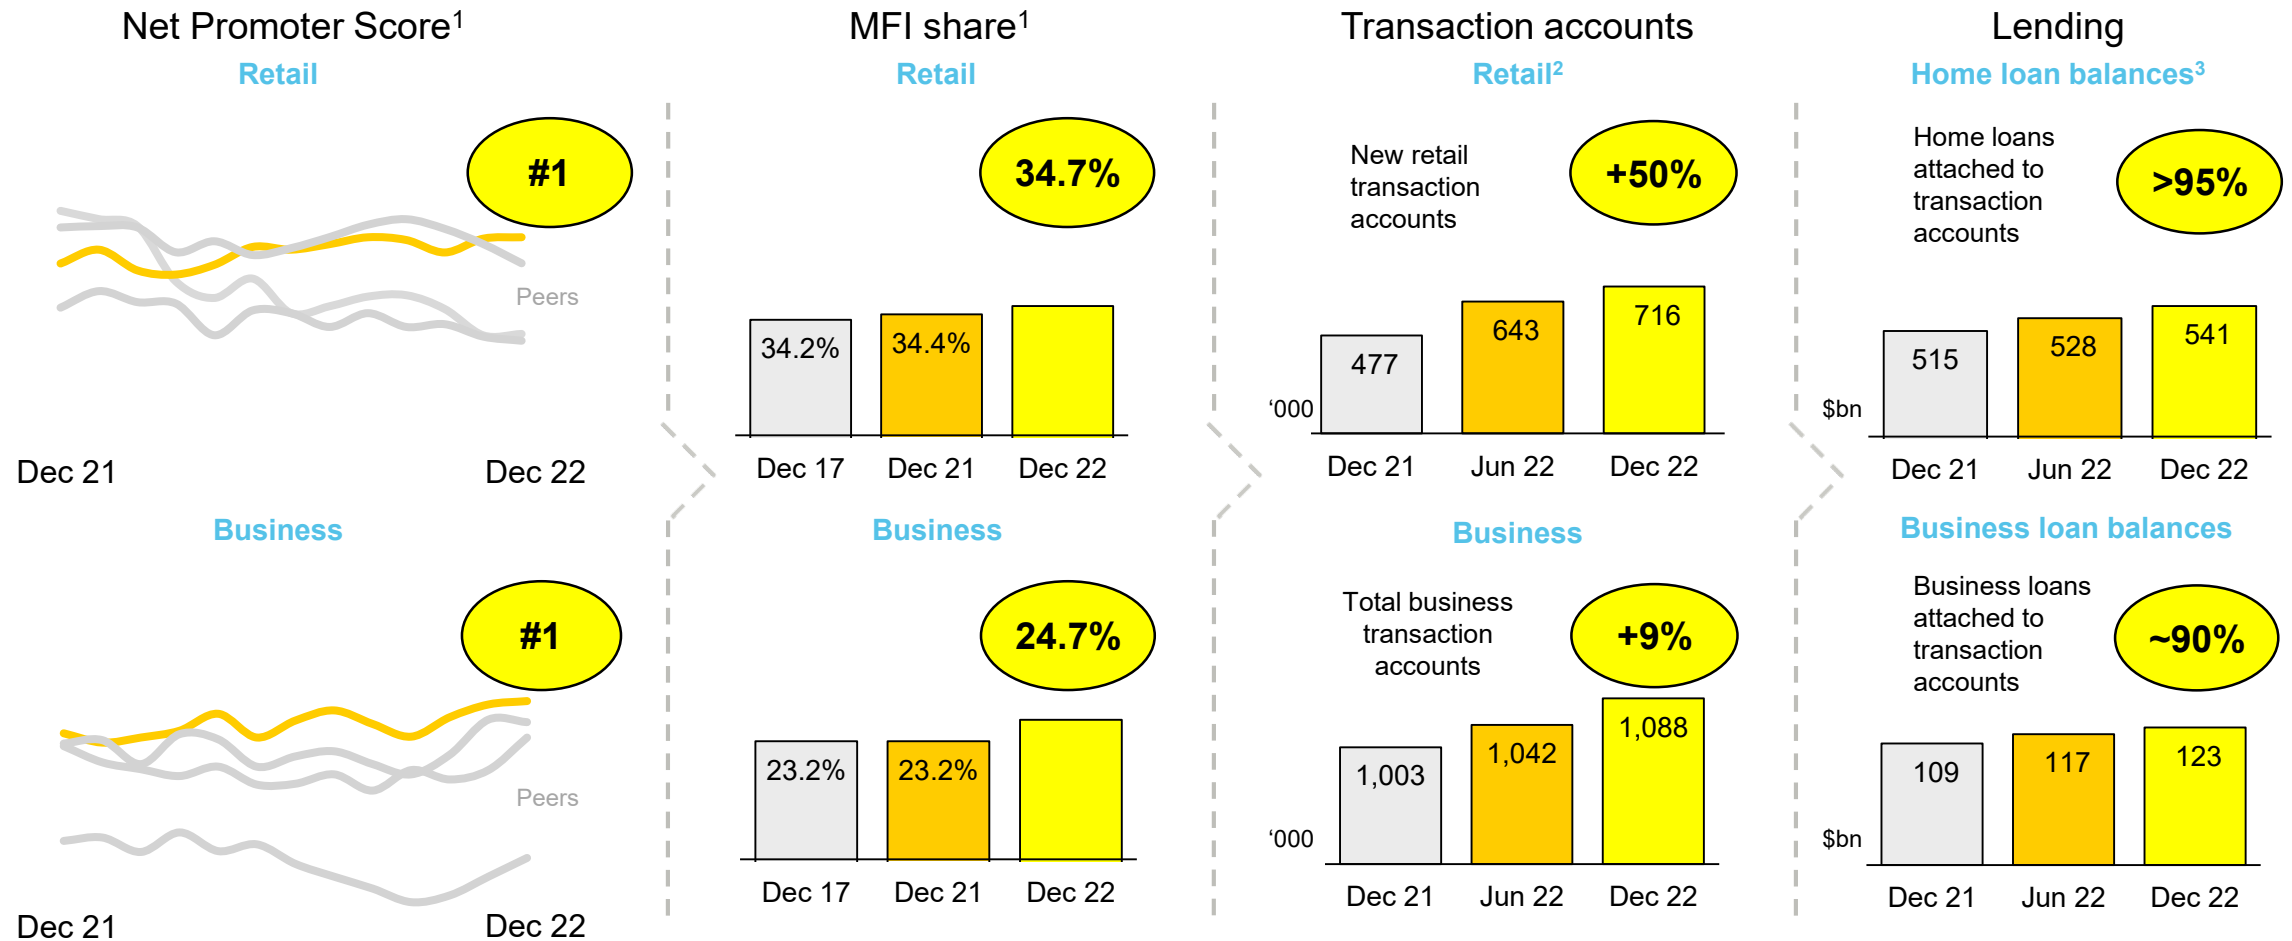 Net Promoter Score¹
Retail
#1
Peers
Dec 21
Dec 22
Business
#1
Peers
Dec 21
Dec 22
MFI share¹
Retail
34.7%
34.2%
34.4%
Dec 17
Dec 21
Dec 22
Business
24.7%
23.2%
23.2%
Dec 17
Dec 21
Dec 22
Transaction accounts
Retail²
New retail
transaction
accounts
+50%
477
643
716
‘000
Dec 21
Jun 22
Dec 22
Business
Total business
transaction
accounts
+9%
1,003
1,042
1,088
‘000
Dec 21
Jun 22
Dec 22
Lending
Home loan balances³
Home loans
attached to
transaction
accounts
>95%
515
528
541
$bn
Dec 21
Jun 22
Dec 22
Business loan balances
Business loans
attached to
transaction
accounts
~90%
109
117
123
$bn
Dec 21
Jun 22
Dec 22